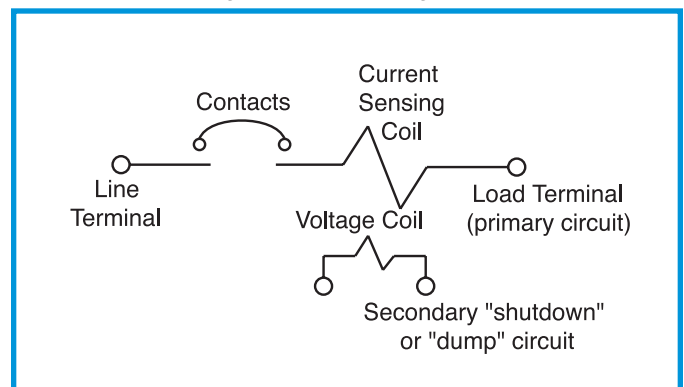 Current
Sensing
Coil
Contacts
Line
Terminal
Load Terminal
(primary circuit)
Voltage Coil
Secondary "shutdown"
or "dump" circuit